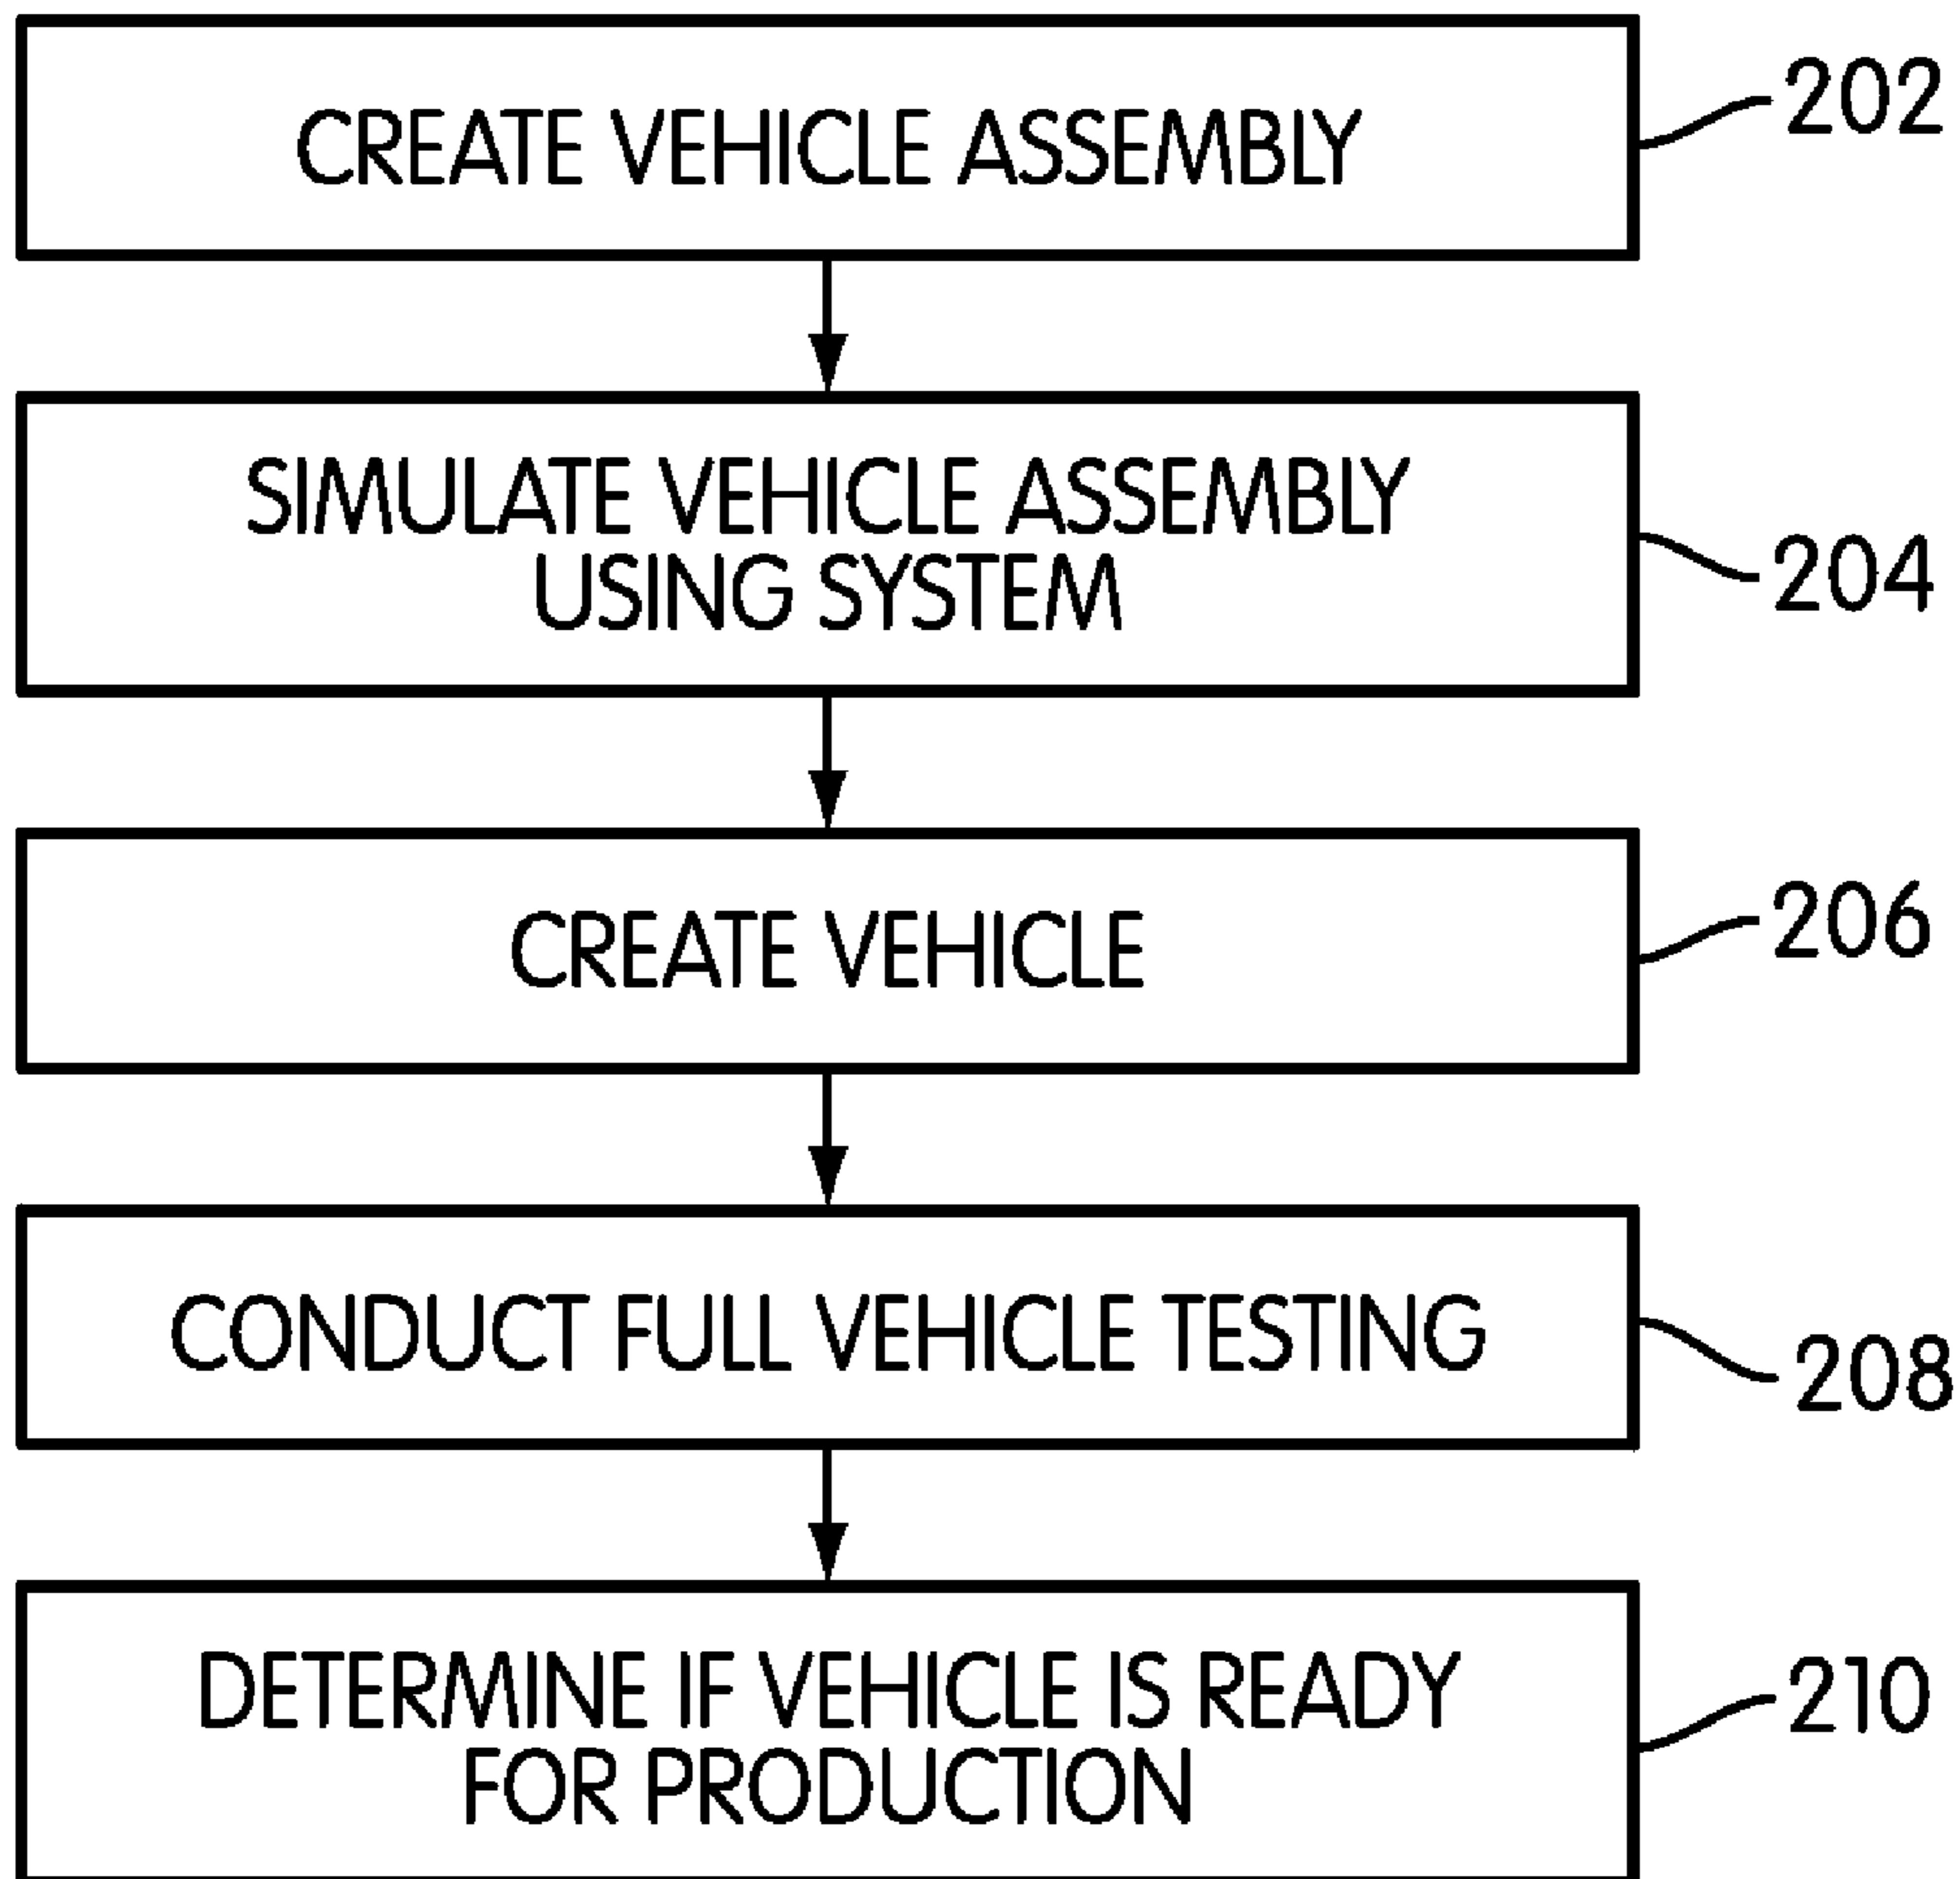 CREATE VEHICLE ASSEMBLY
202
SIMULATE VEHICLE ASSEMBLY
USING SYSTEM
204
CREATE VEHICLE
206
CONDUCT FULL VEHICLE TESTING
208
DETERMINE IF VEHICLE IS READY
FOR PRODUCTION
210